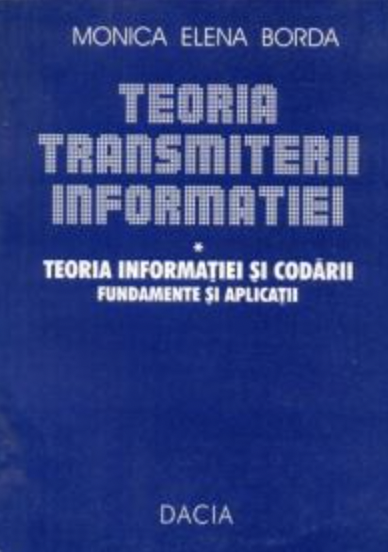 MONICA ELENA BORDA
TEORIA
TRANSMITERII
INFORMATIEI
*
TEORIA INFORMAȚIEI ȘI CODĂRII
FUNDAMENTE ȘI APLICAȚII
DACIA